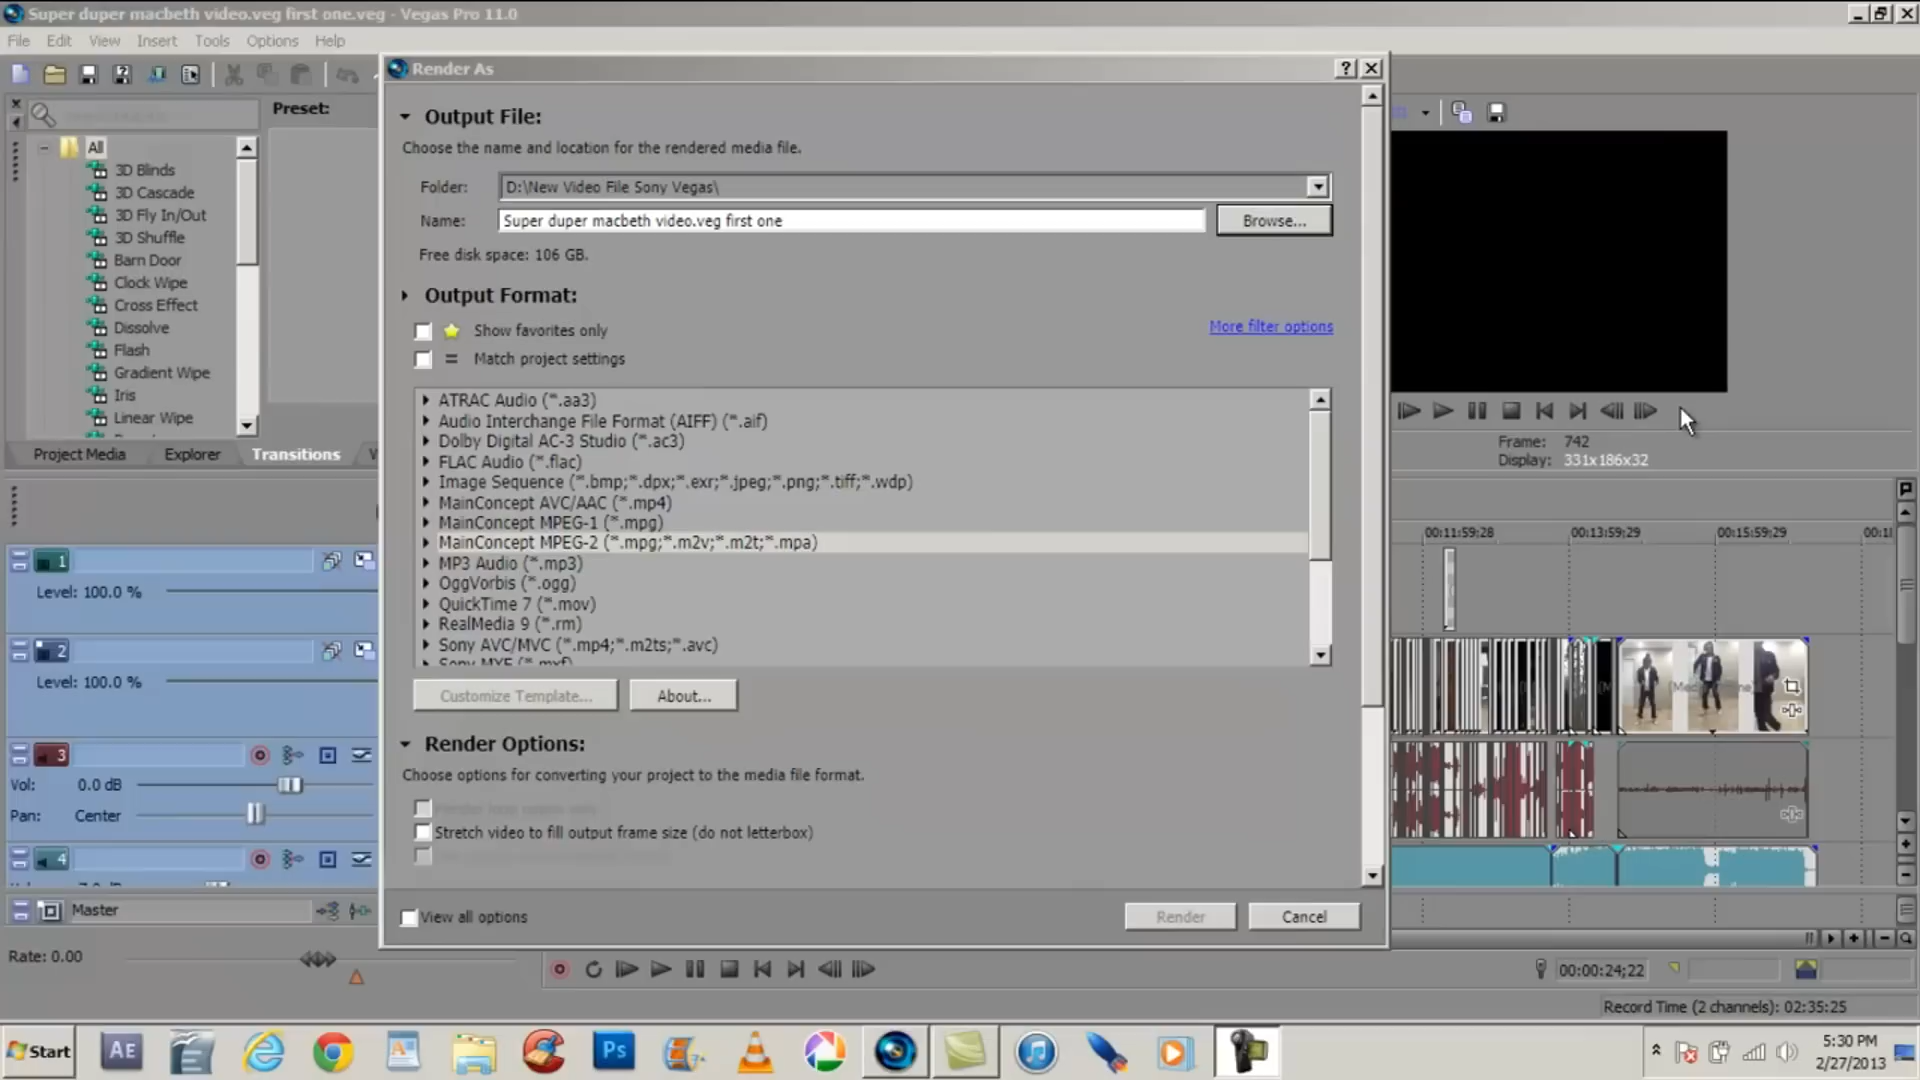 Super duper macbeth video.veg first one.veg - Vegas Pro 11.0
File Edit View Insert Tools Options Help
Preset:
All
3D Blinds
3D Cascade
3D Fly In/Out
3D Shuffle
Barn Door
Clock Wipe
Cross Effect
Dissolve
Flash
Gradient Wipe
Iris
Linear Wipe
Project Media Explorer Transitions V
1
Level: 100.0 %
2
Level: 100.0 %
3
Vol: 0.0 dB
Pan: Center
4
Master
Rate: 0.00
Render As
Output File:
Choose the name and location for the rendered media file.
Folder: D:\New Video File Sony Vegas\
Name: Super duper macbeth video.veg first one Browse...
Free disk space: 106 GB.
Output Format:
Show favorites only
More filter options
= Match project settings
ATRAC Audio (*.aa3)
Audio Interchange File Format (AIFF) (*.aif)
Dolby Digital AC-3 Studio (*.ac3)
FLAC Audio (*.flac)
Image Sequence (*.bmp;*.dpx;*.exr;*.jpeg;*.png;*.tiff;*.wdp)
MainConcept AVC/AAC (*.mp4)
MainConcept MPEG-1 (*.mpg)
MainConcept MPEG-2 (*.mpg;*.m2v;*.m2t;*.mpa)
MP3 Audio (*.mp3)
OggVorbis (*.ogg)
QuickTime 7 (*.mov)
RealMedia 9 (*.rm)
Sony AVC/MVC (*.mp4;*.m2ts;*.avc)
Sony MXF (*.mxf)
Customize Template... About...
Render Options:
Choose options for converting your project to the media file format.
Stretch video to fill output frame size (do not letterbox)
View all options
Render Cancel
Frame: 742
Display: 331x186x32
00:11:59;28 00:13:59;29 00:15:59;29 00:1
00:00:24;22
Record Time (2 channels): 02:35:25
Start
AE
Ps
5:30 PM
2/27/2013